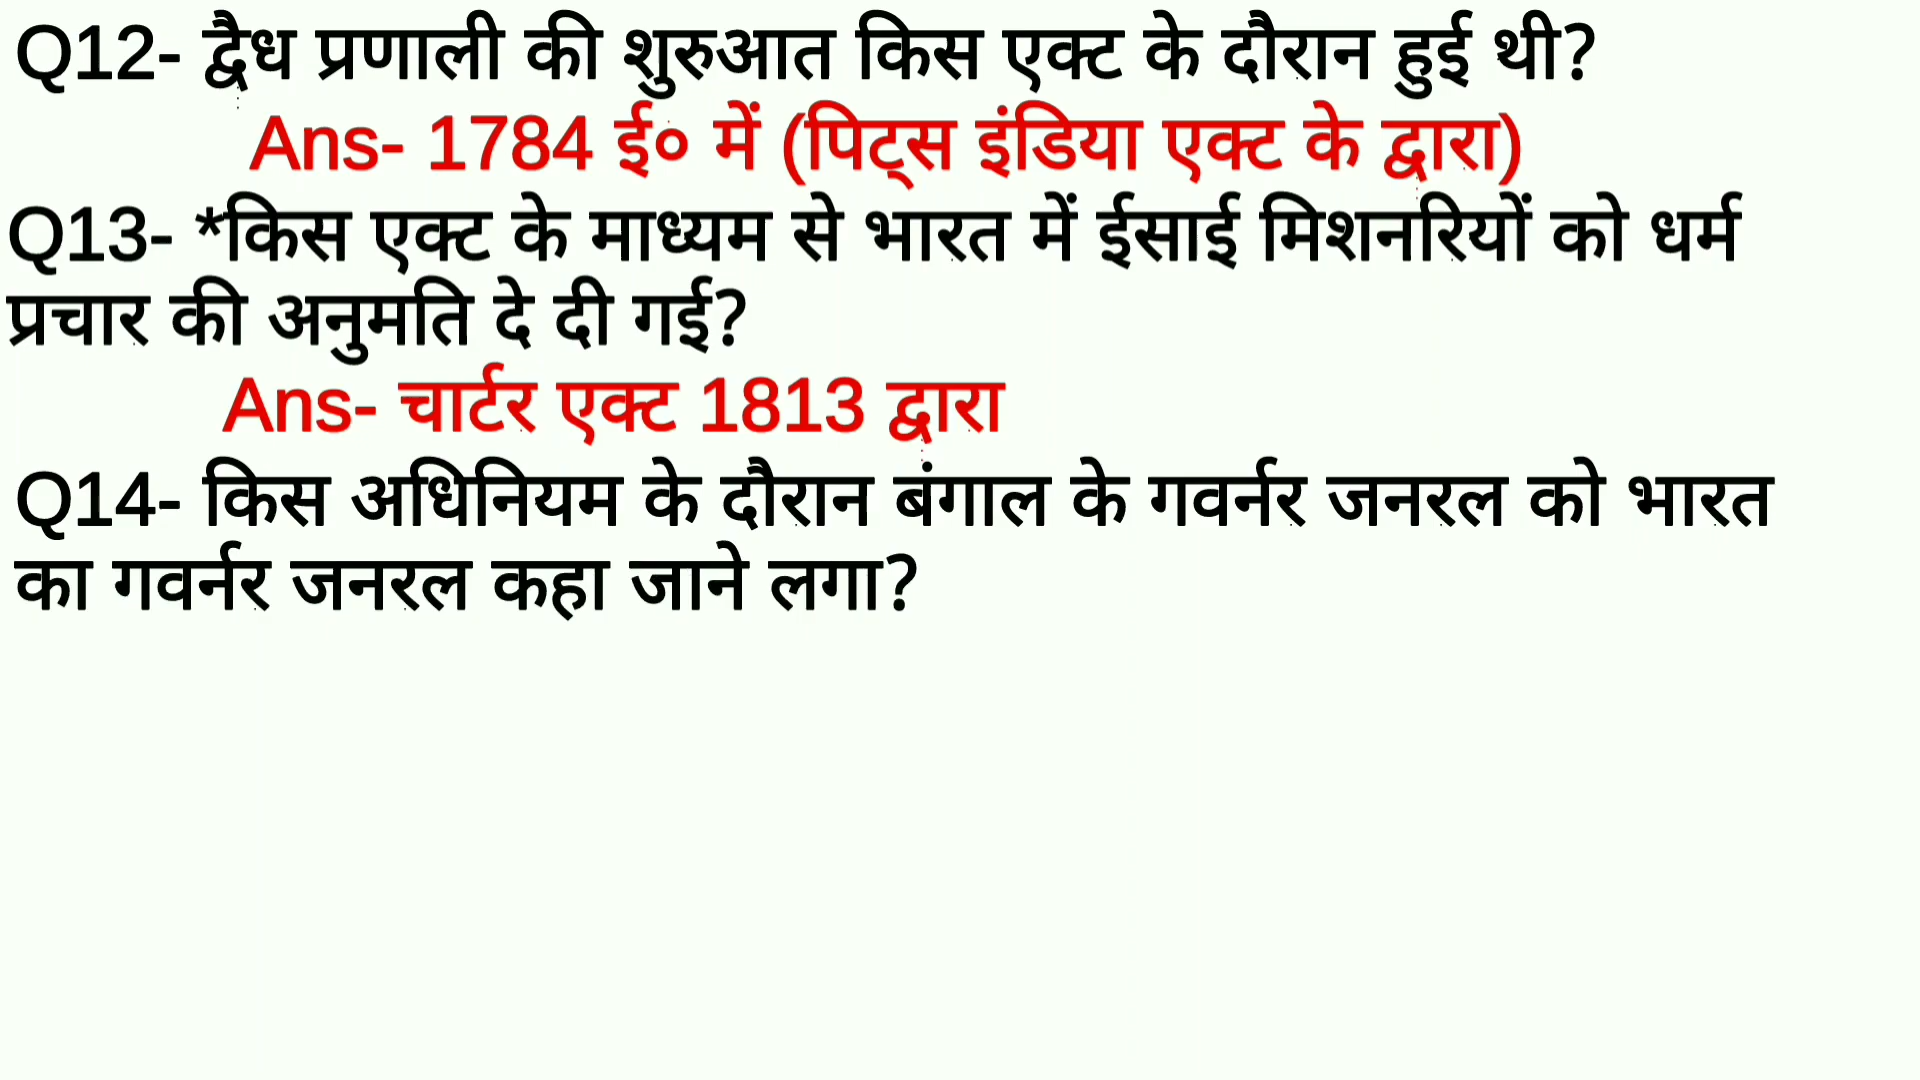 Q12- द्वैध प्रणाली की शुरुआत किस एक्ट के दौरान हुई थी?
Ans- 1784 ई० में (पिट्स इंडिया एक्ट के द्वारा)
Q13- *किस एक्ट के माध्यम से भारत में ईसाई मिशनरियों को धर्म
प्रचार की अनुमति दे दी गई?
Ans- चार्टर एक्ट 1813 द्वारा
Q14- किस अधिनियम के दौरान बंगाल के गवर्नर जनरल को भारत
का गवर्नर जनरल कहा जाने लगा?